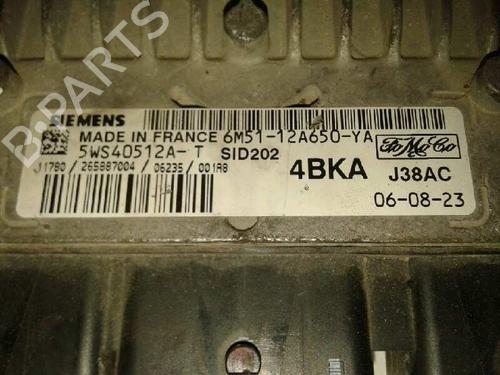 SIEMENS
MADE IN FRANCE 6M51-12A650-YA
5WS40512A-T SID202
FoMoCo
J1780 / 265887004 / 06235 / 001A8
4BKA J38AC
06-08-23
B-PARTS